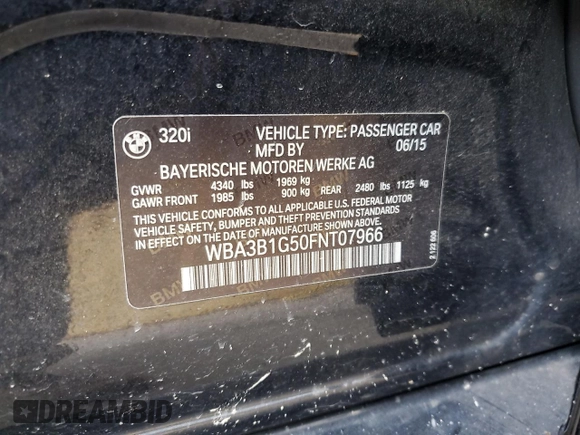 320i VEHICLE TYPE: PASSENGER CAR
MFD BY 06/15
BAYERISCHE MOTOREN WERKE AG
GVWR 4340 lbs 1969 kg
GAWR FRONT 1985 lbs 900 kg REAR 2480 lbs 1125 kg
THIS VEHICLE CONFORMS TO ALL APPLICABLE U.S. FEDERAL MOTOR
VEHICLE SAFETY, BUMPER AND THEFT PREVENTION STANDARDS
IN EFFECT ON THE DATE OF MANUFACTURE SHOWN ABOVE.
WBA3B1G50FNT07966
DREAMBID